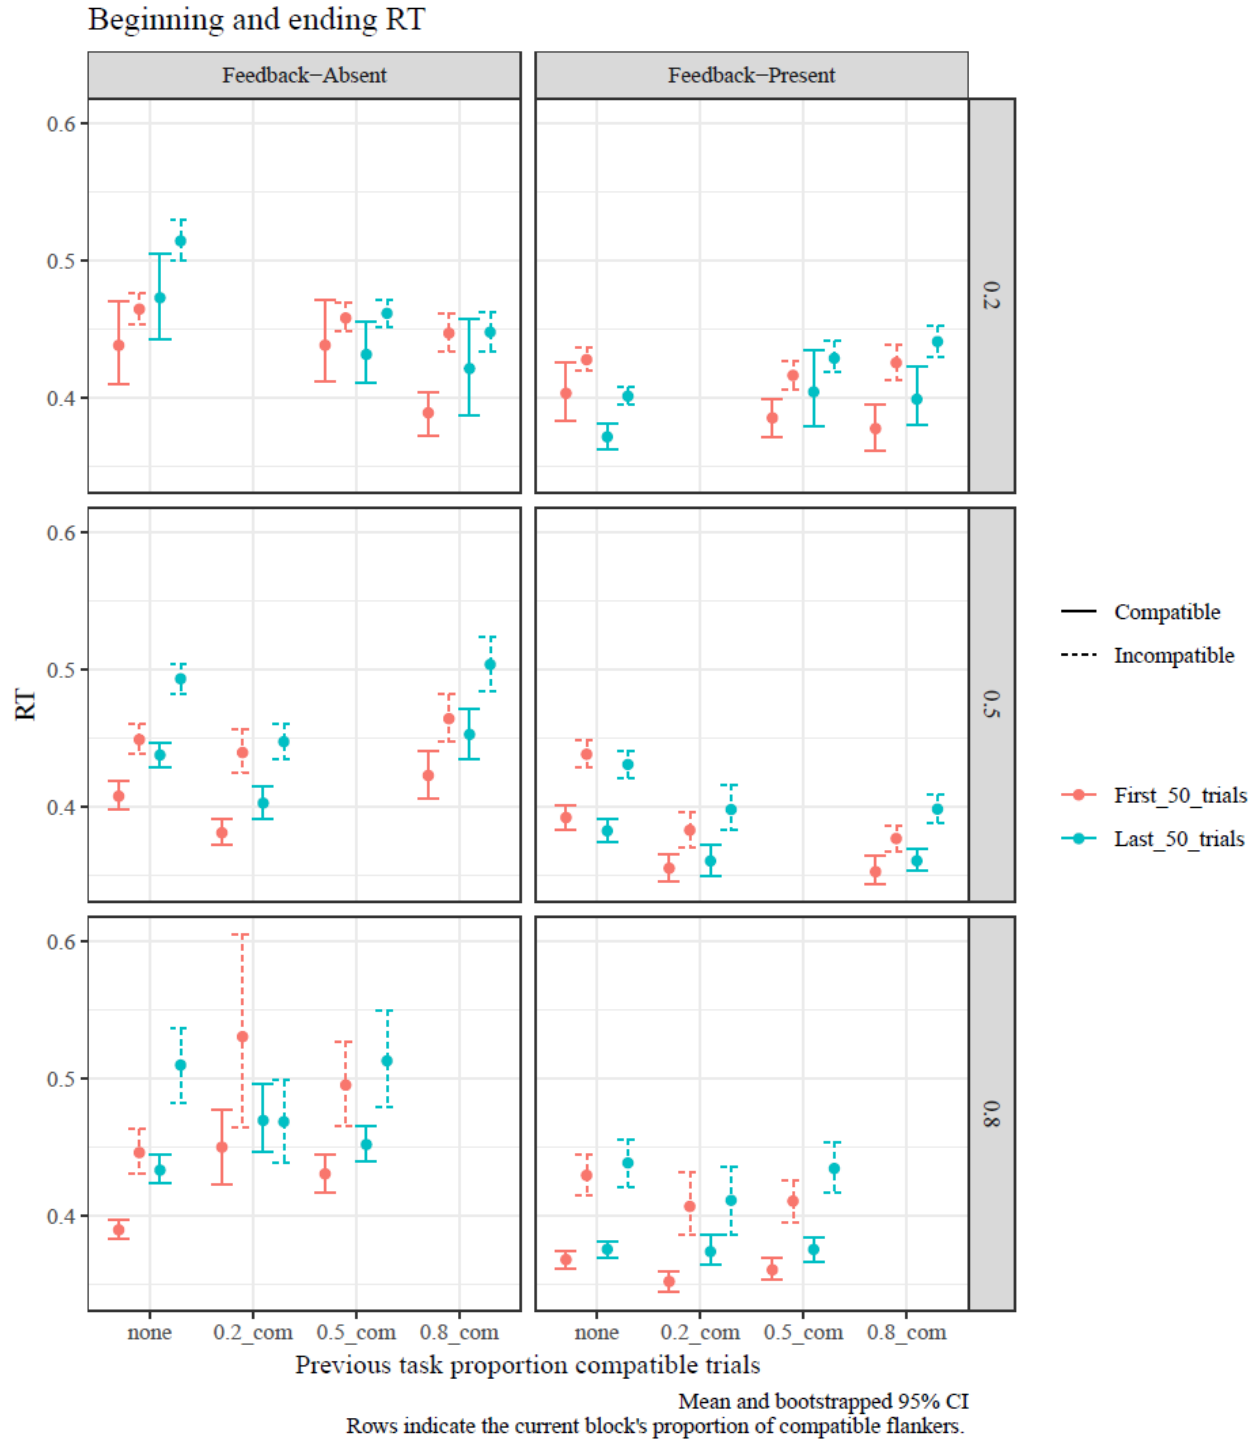 Beginning and ending RT
Feedback−Absent
Feedback−Present
0.6
0.5
0.4
0.2
0.6
0.5
0.4
0.5
0.6
0.5
0.4
0.8
RT
none 0.2_com 0.5_com 0.8_com
none 0.2_com 0.5_com 0.8_com
Previous task proportion compatible trials
Mean and bootstrapped 95% CI
Rows indicate the current block's proportion of compatible flankers.
Compatible
Incompatible
First_50_trials
Last_50_trials